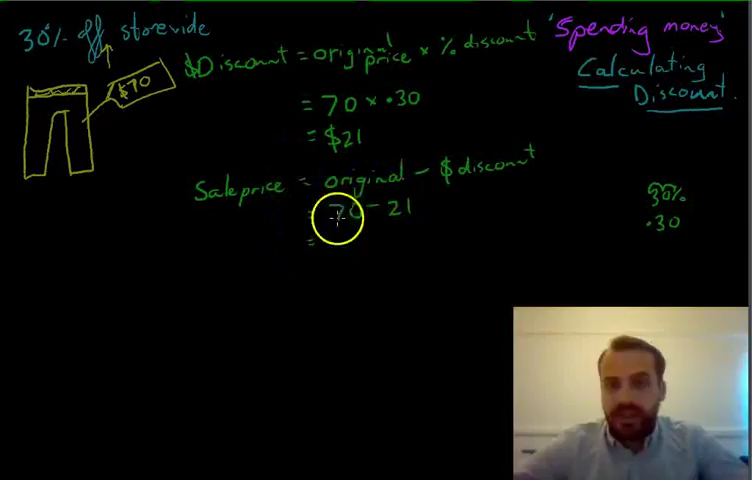 30% off storewide
$70
$Discount = original price × % discount
= 70 × .30
= $21
Sale price = original - $ discount
= 70 - 21
=
'Spending money'
Calculating
Discount.
30%
.30